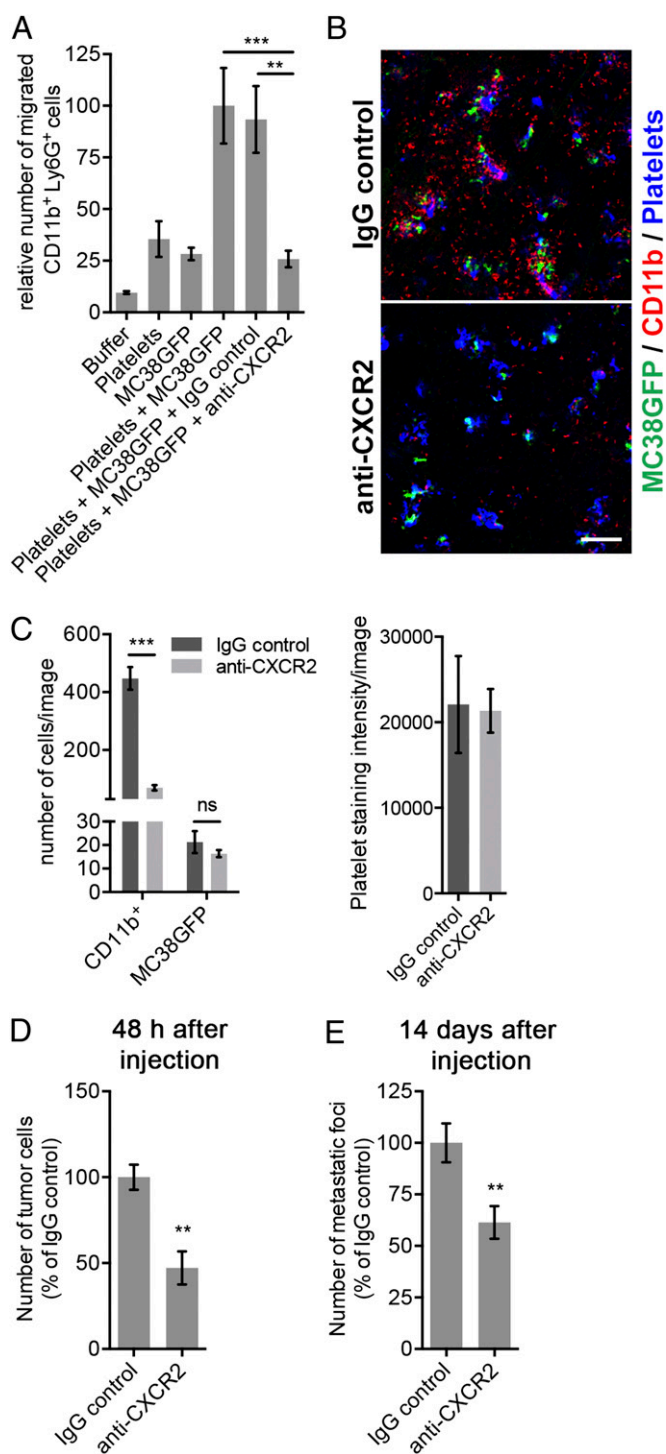 A
relative number of migrated
CD11b+ Ly6G+ cells
125
100
75
50
25
0
***
**
Buffer
Platelets
MC38GFP
Platelets + MC38GFP
Platelets + MC38GFP + IgG control
Platelets + MC38GFP + anti-CXCR2
B
IgG control
anti-CXCR2
MC38GFP / CD11b / Platelets
C
number of cells/image
600
400
200
30
20
10
0
***
ns
IgG control
anti-CXCR2
CD11b+
MC38GFP
Platelet staining intensity/image
30000
20000
10000
0
IgG control
anti-CXCR2
D
48 h after
injection
Number of tumor cells
(% of IgG control)
150
100
50
0
**
IgG control
anti-CXCR2
E
14 days after
injection
Number of metastatic foci
(% of IgG control)
125
100
75
50
25
0
**
IgG control
anti-CXCR2